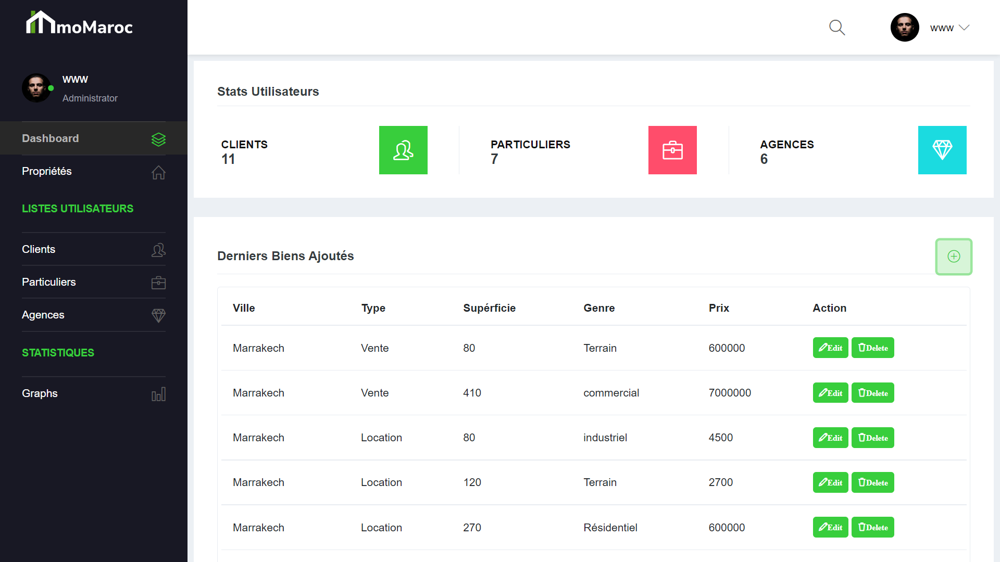 mmoMaroc
www
www
Administrator
Dashboard
Propriétés
LISTES UTILISATEURS
Clients
Particuliers
Agences
STATISTIQUES
Graphs
Stats Utilisateurs
CLIENTS
11
PARTICULIERS
7
AGENCES
6
Derniers Biens Ajoutés
Ville Type Supérficie Genre Prix Action
Marrakech Vente 80 Terrain 600000 Edit Delete
Marrakech Vente 410 commercial 7000000 Edit Delete
Marrakech Location 80 industriel 4500 Edit Delete
Marrakech Location 120 Terrain 2700 Edit Delete
Marrakech Location 270 Résidentiel 600000 Edit Delete